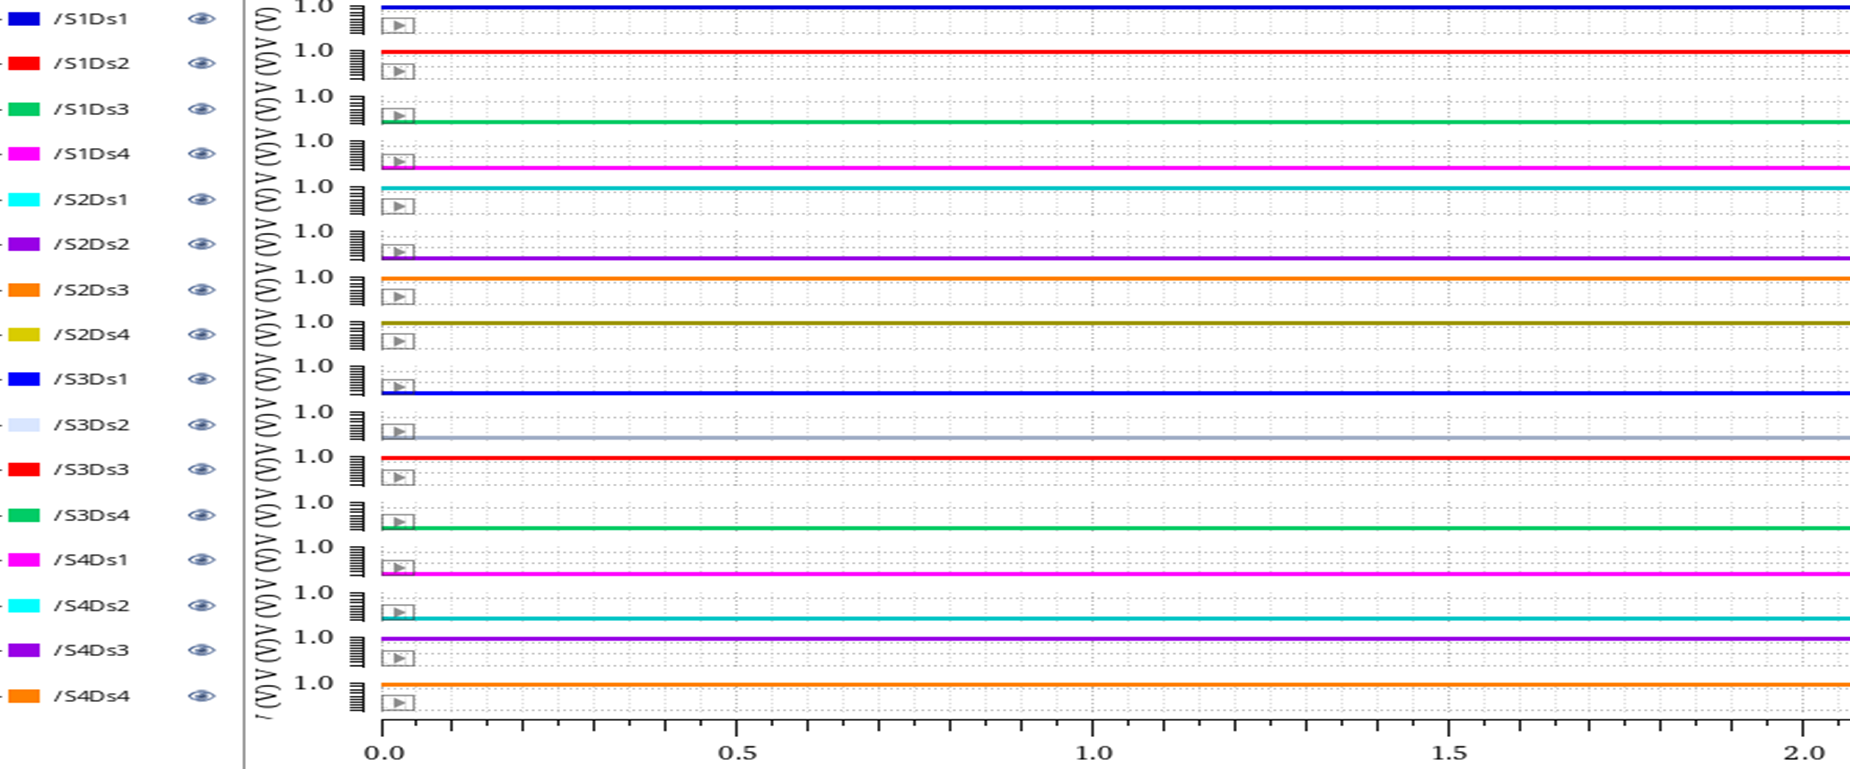 /S1Ds1 1.0
/S1Ds2 1.0
/S1Ds3 1.0
/S1Ds4 1.0
/S2Ds1 1.0
/S2Ds2 1.0
/S2Ds3 1.0
/S2Ds4 1.0
/S3Ds1 1.0
/S3Ds2 1.0
/S3Ds3 1.0
/S3Ds4 1.0
/S4Ds1 1.0
/S4Ds2 1.0
/S4Ds3 1.0
/S4Ds4 1.0
0.0 0.5 1.0 1.5 2.0